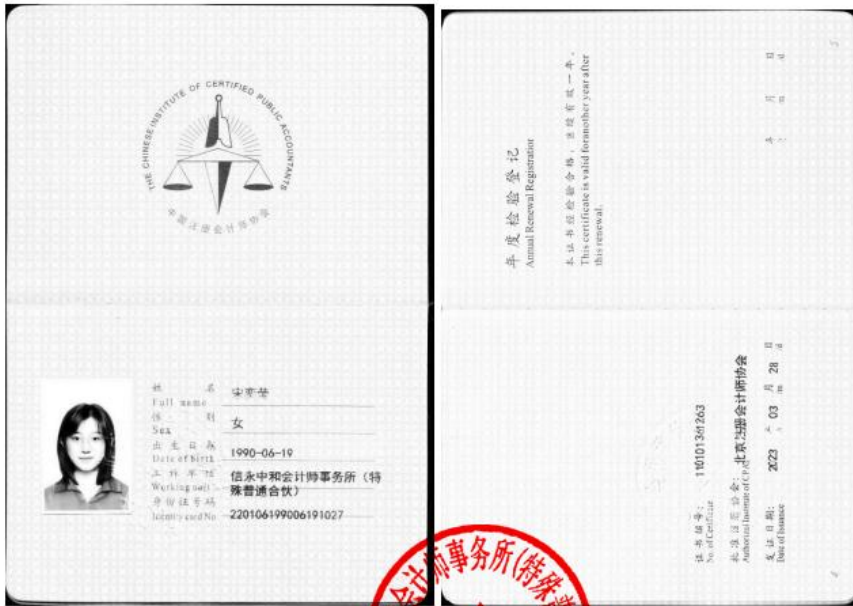 THE CHINESE INSTITUTE OF CERTIFIED PUBLIC ACCOUNTANTS
中国注册会计师协会
姓 名
Full name
性 别
Sex 女
出生日期
Date of birth 1990-06-19
工作单位 信永中和会计师事务所（特
Working unit 殊普通合伙）
身份证号码
Identity card No. 220106199006191027
年度检验登记
Annual Renewal Registration
本证书经检验合格，继续有效一年。
This certificate is valid for another year after
this renewal.
年 月 日
y m d
5
证书编号： 110101361263
No. of Certificate
批准注册协会： 北京注册会计师协会
Authorized Institute of CPAs
发证日期： 2023 年 03 月 28 日
Date of Issuance /m /d
4
会计师事务所(特殊普